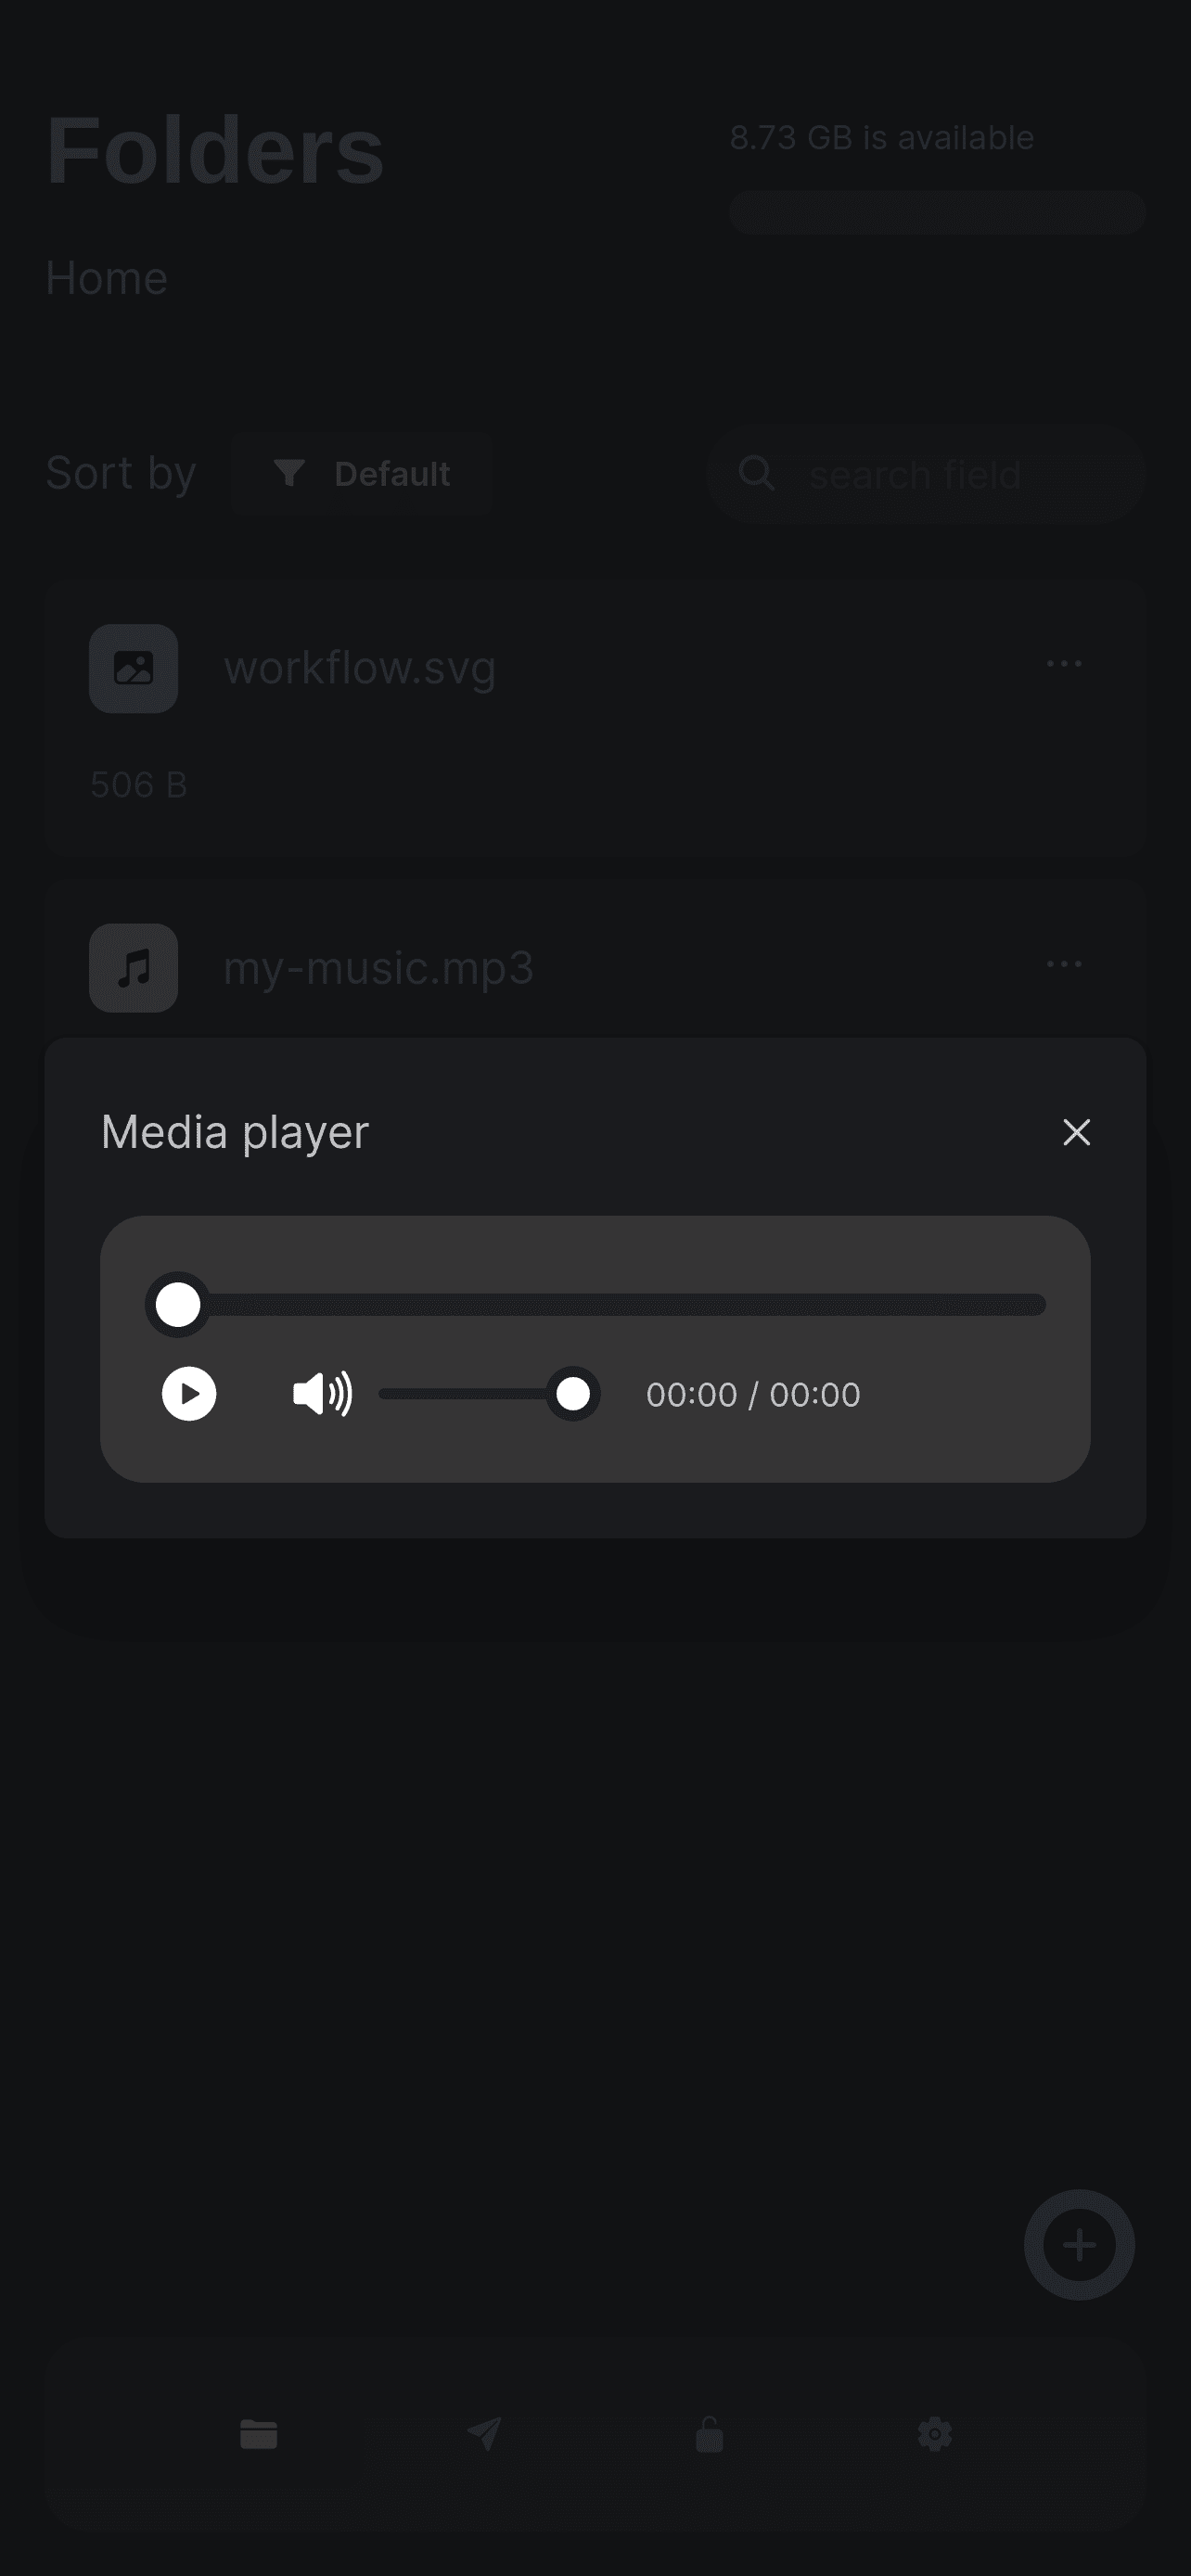 Folders
8.73 GB is available
Home
Sort by
Default
search field
workflow.svg
506 B
my-music.mp3
Media player
00:00 / 00:00